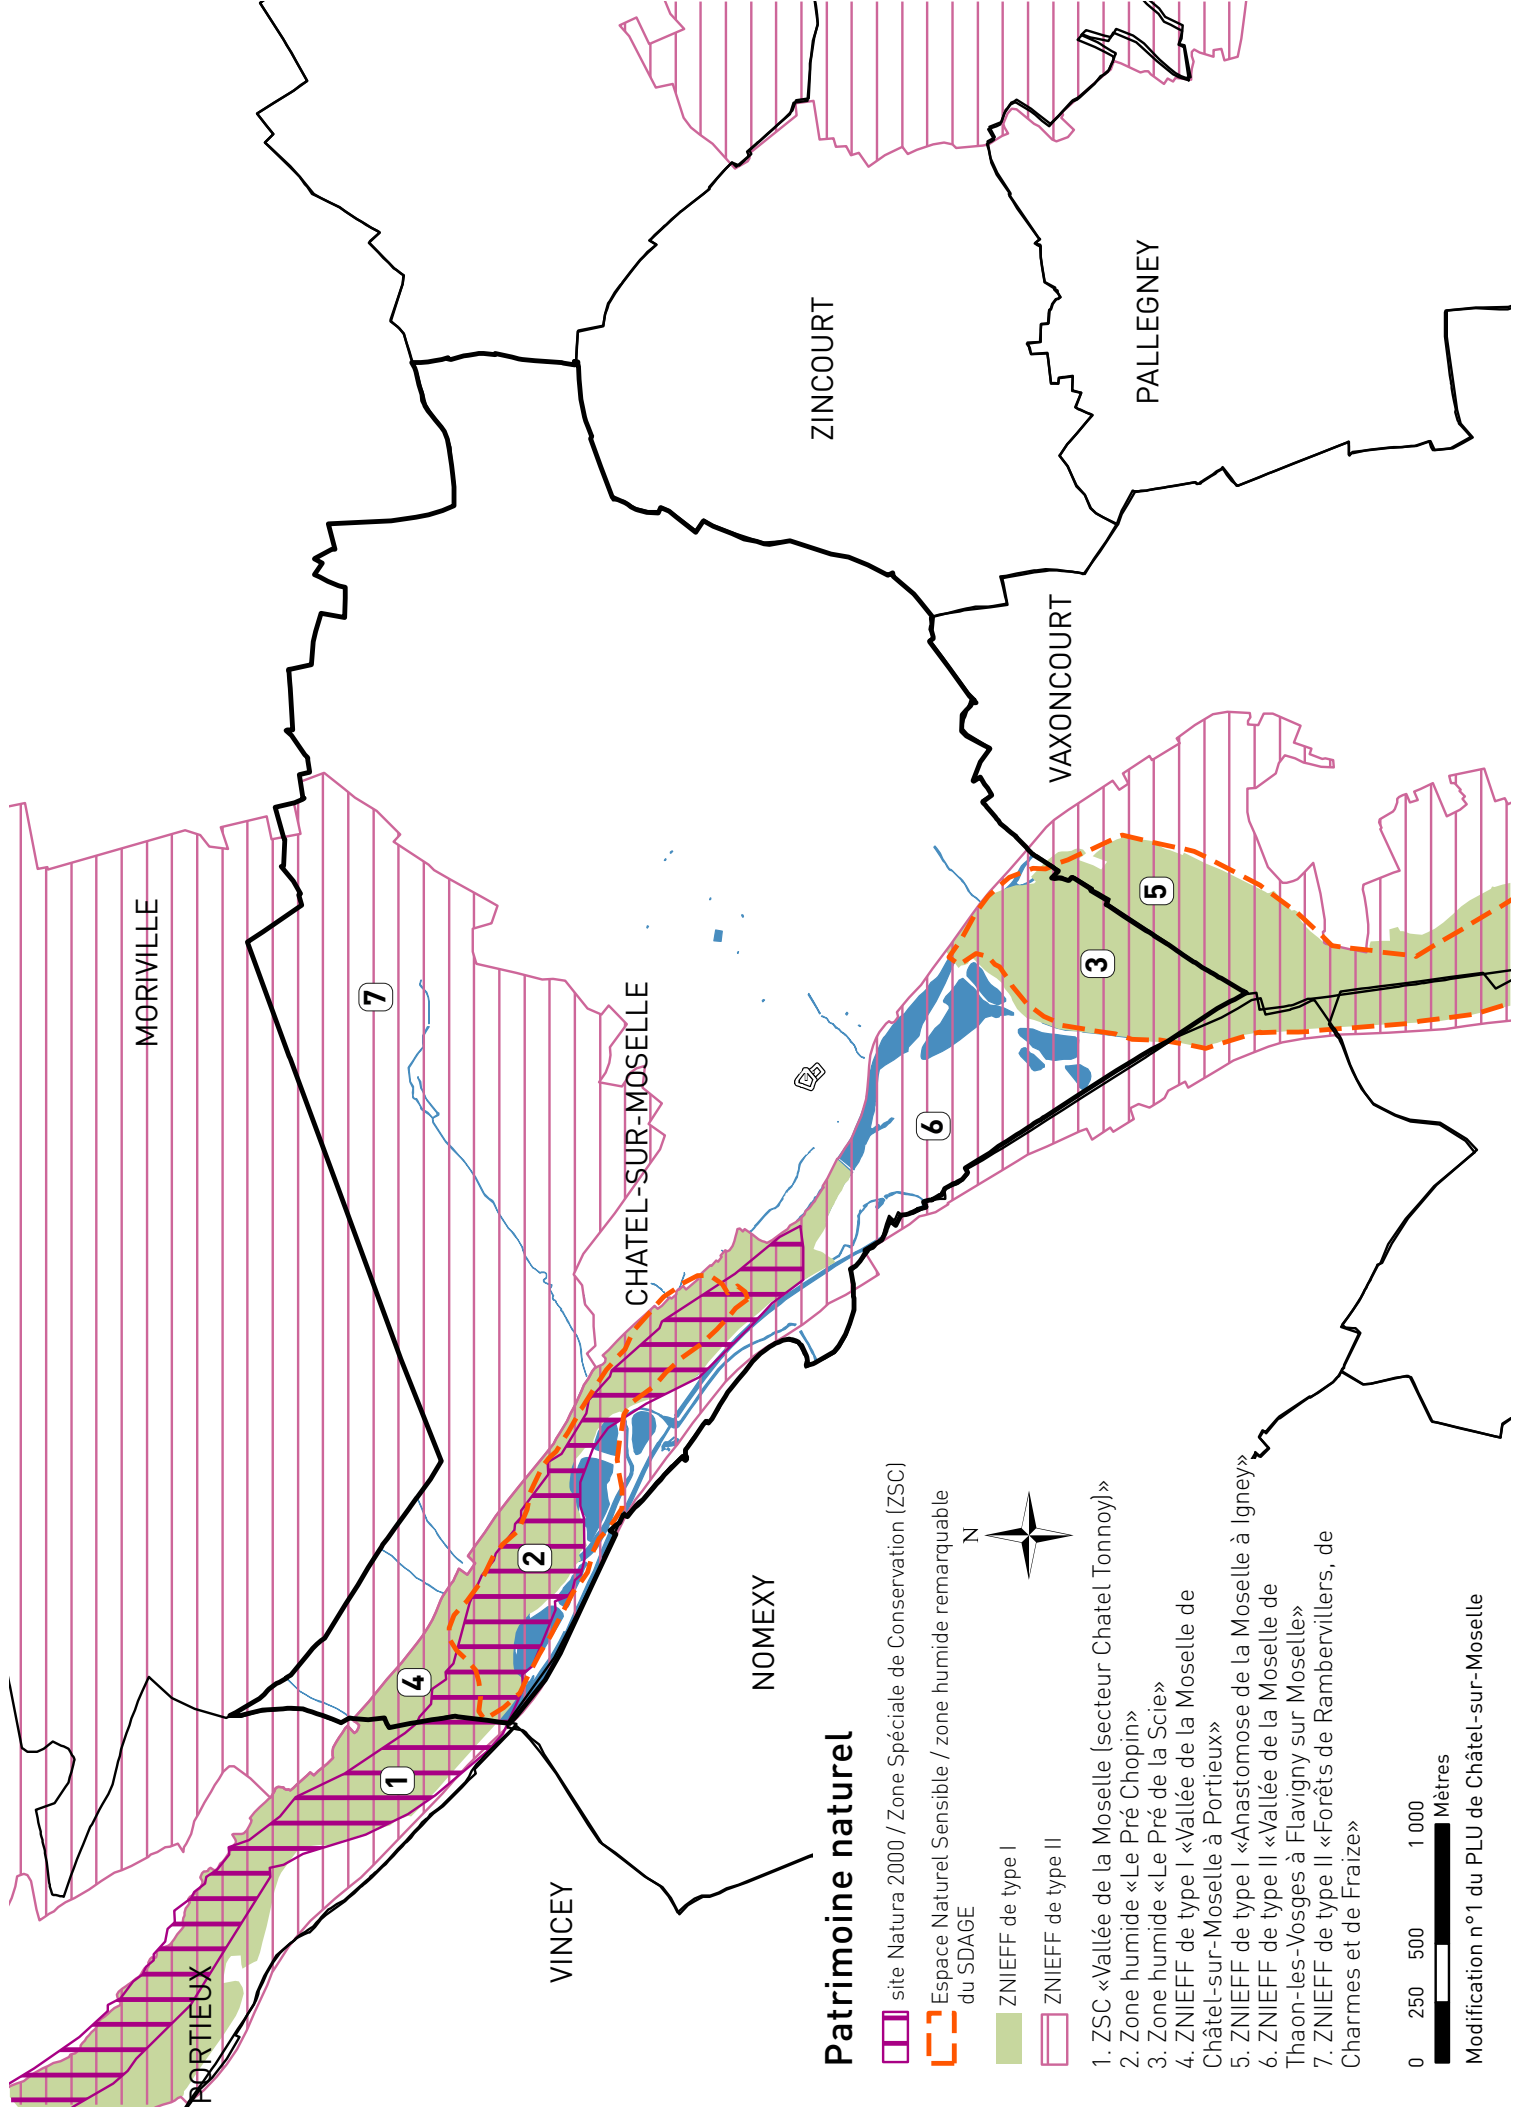 MORIVILLE
7
CHATEL-SUR-MOSELLE
ZINCOURT
PALLEGNEY
VAXONCOURT
5
3
6
4
2
1
NOMEXY
VINCEY
PORTIEUX
Patrimoine naturel
site Natura 2000 / Zone Spéciale de Conservation (ZSC)
Espace Naturel Sensible / zone humide remarquable
du SDAGE
ZNIEFF de type I
ZNIEFF de type II
N
1. ZSC «Vallée de la Moselle (secteur Chatel Tonnoy)»
2. Zone humide «Le Pré Chopin»
3. Zone humide «Le Pré de la Scie»
4. ZNIEFF de type I «Vallée de la Moselle de
Châtel-sur-Moselle à Portieux»
5. ZNIEFF de type I «Anastomose de la Moselle à Igney»
6. ZNIEFF de type II «Vallée de la Moselle de
Thaon-les-Vosges à Flavigny sur Moselle»
7. ZNIEFF de type II «Forêts de Rambervillers, de
Charmes et de Fraize»
0 250 500 1 000
Mètres
Modification n°1 du PLU de Châtel-sur-Moselle